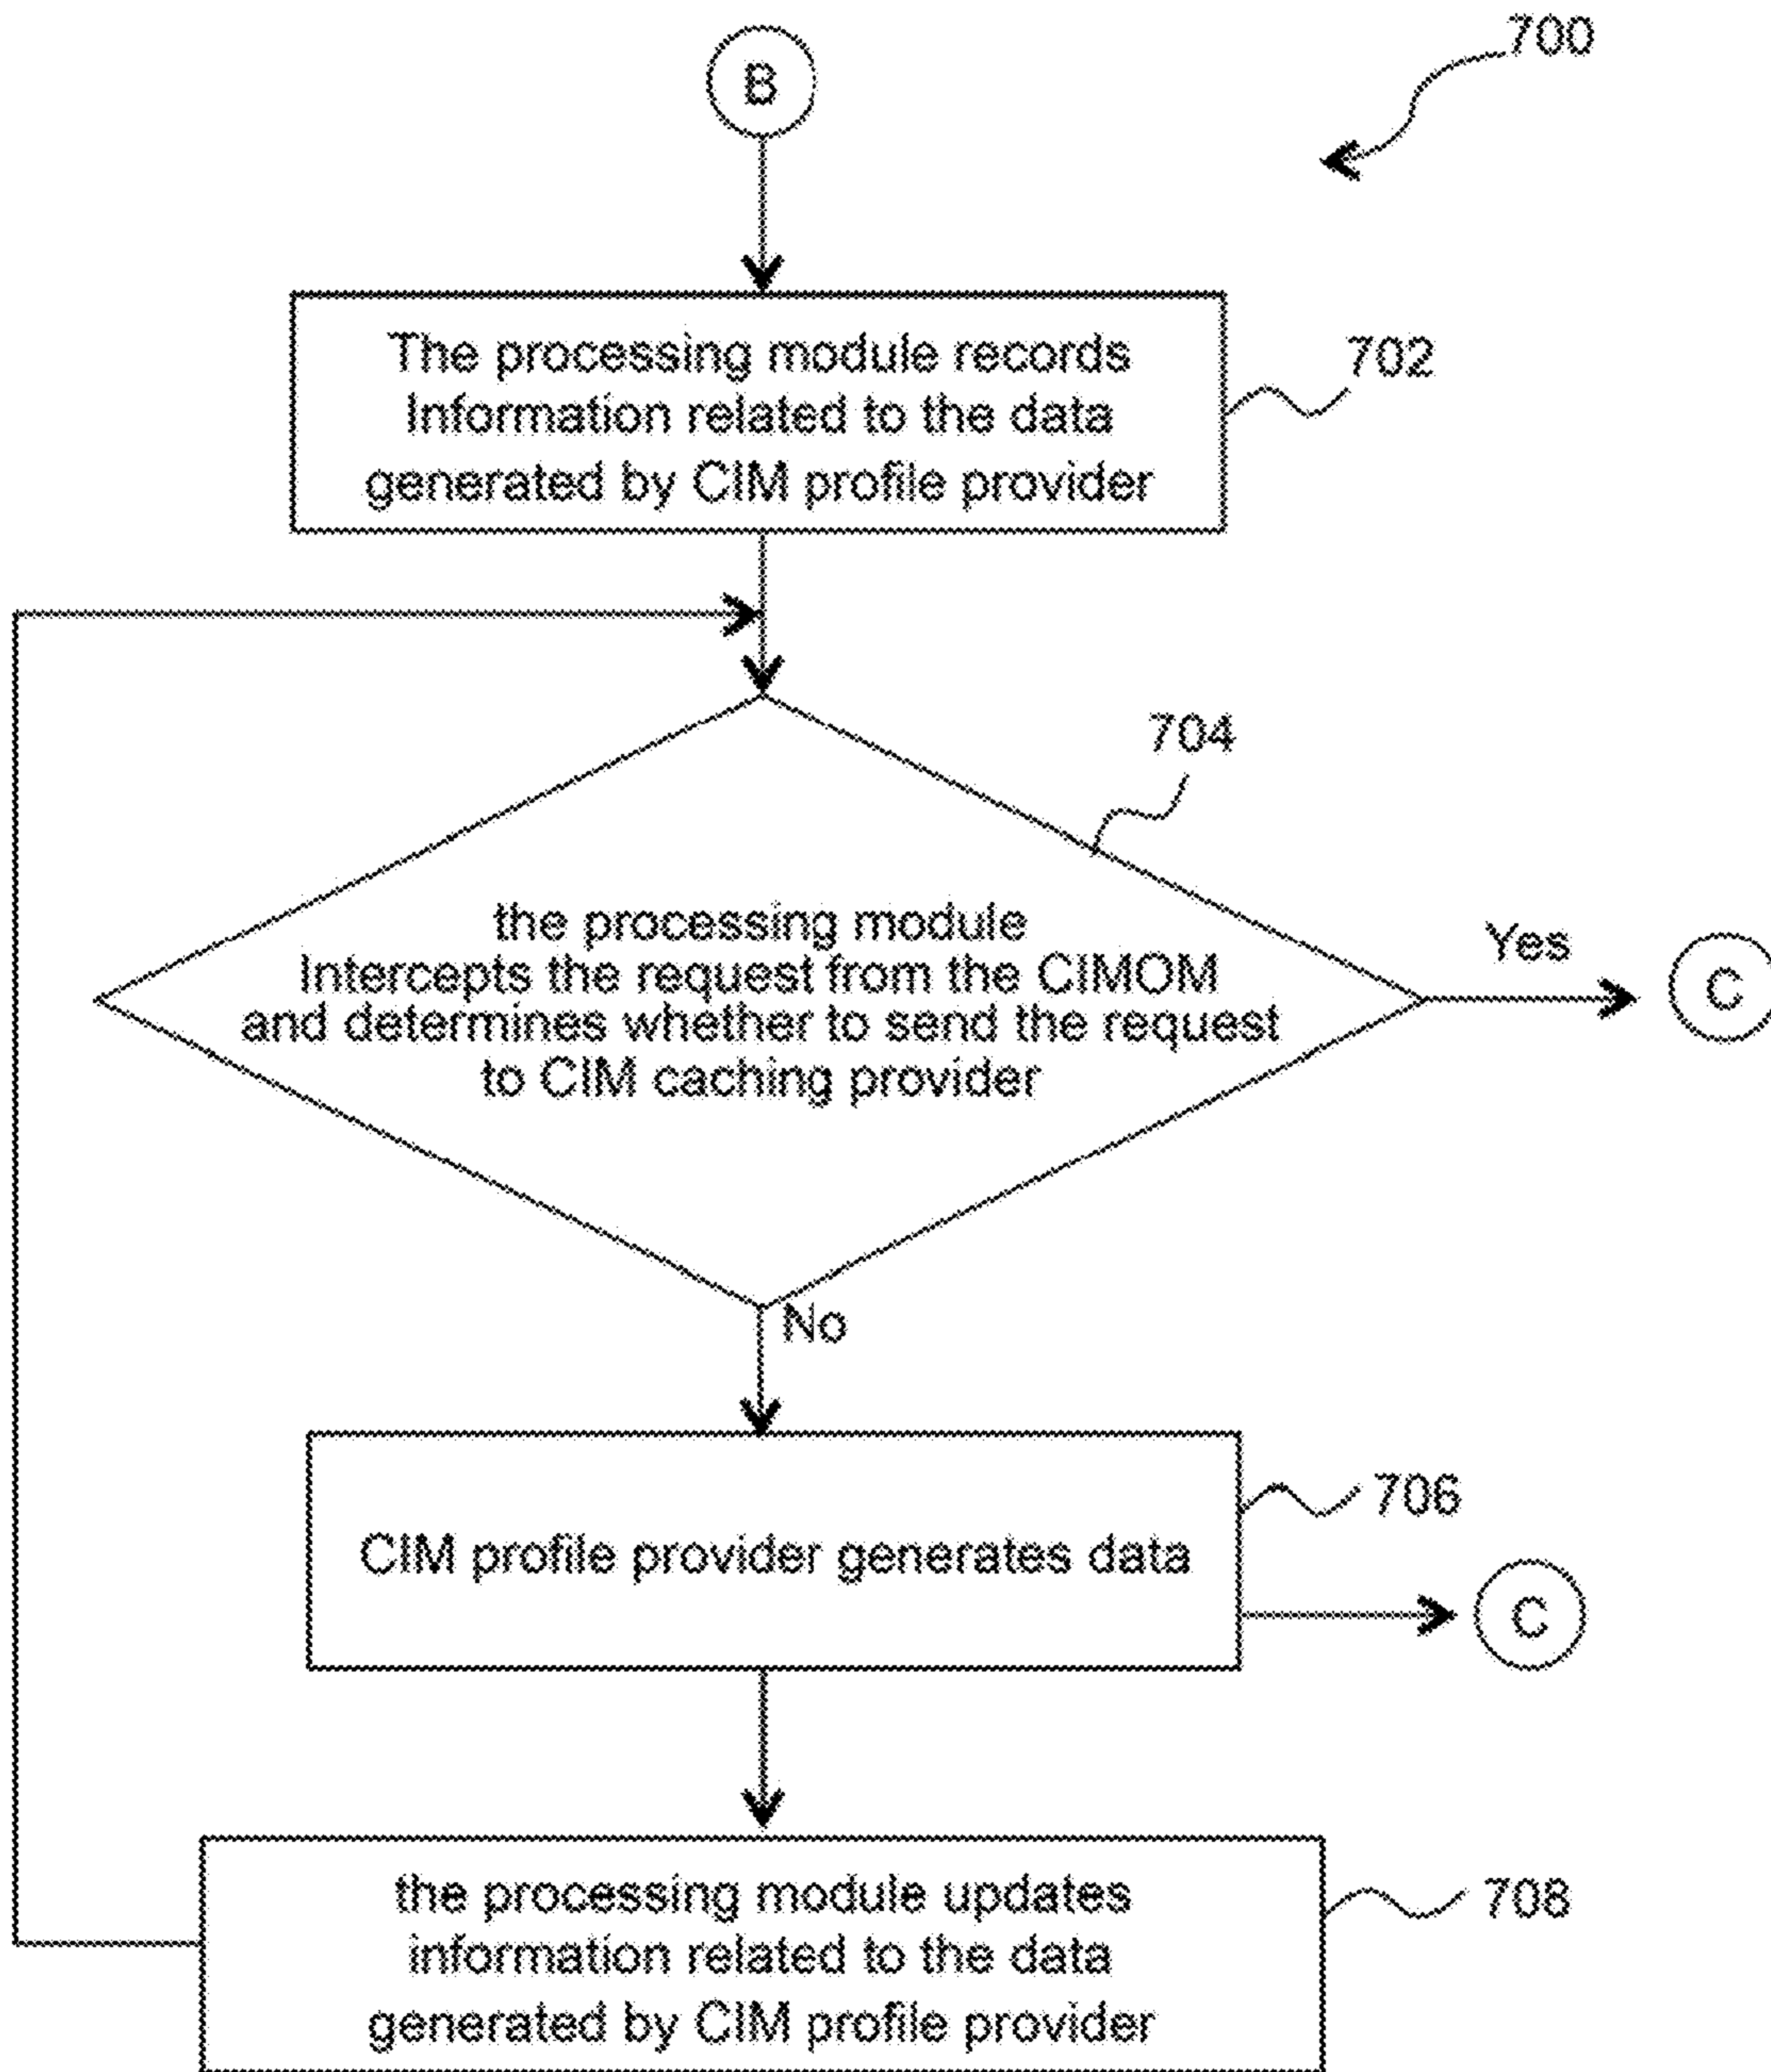 B
700
The processing module records
Information related to the data
generated by CIM profile provider
702
704
the processing module
Intercepts the request from the CIMOM
and determines whether to send the request
to CIM caching provider
Yes
C
No
CIM profile provider generates data
706
C
the processing module updates
information related to the data
generated by CIM profile provider
708